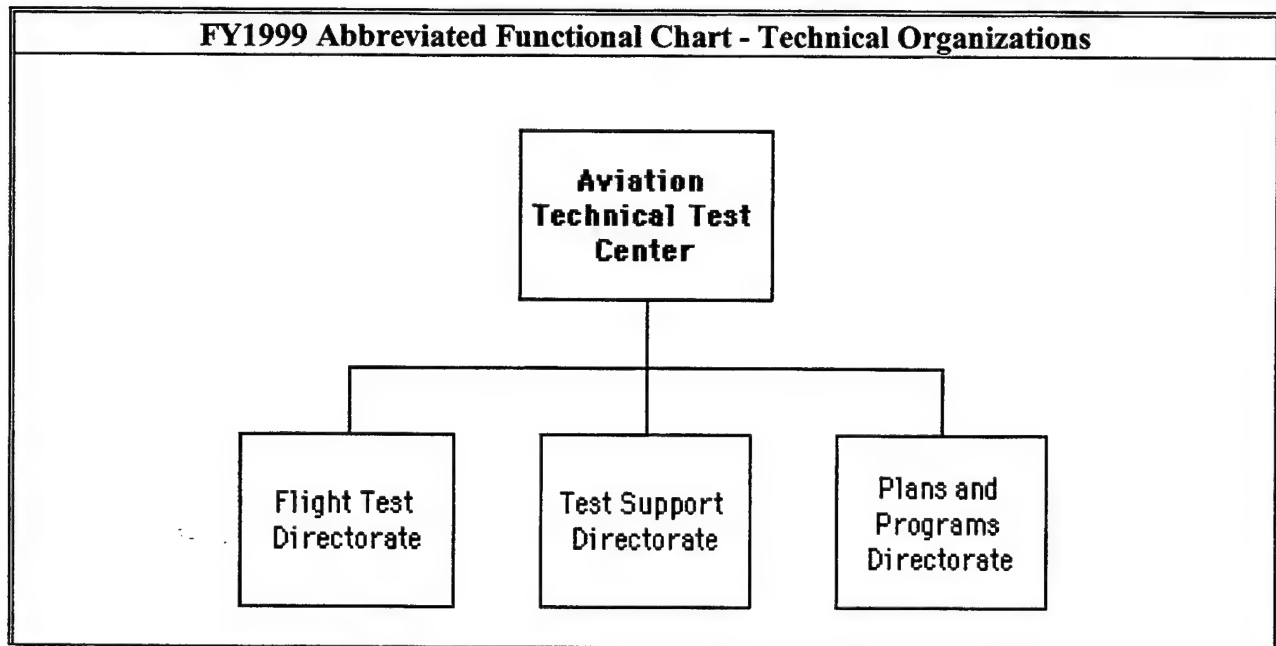 FY1999 Abbreviated Functional Chart - Technical Organizations
Aviation
Technical Test
Center
Flight Test
Directorate
Test Support
Directorate
Plans and
Programs
Directorate